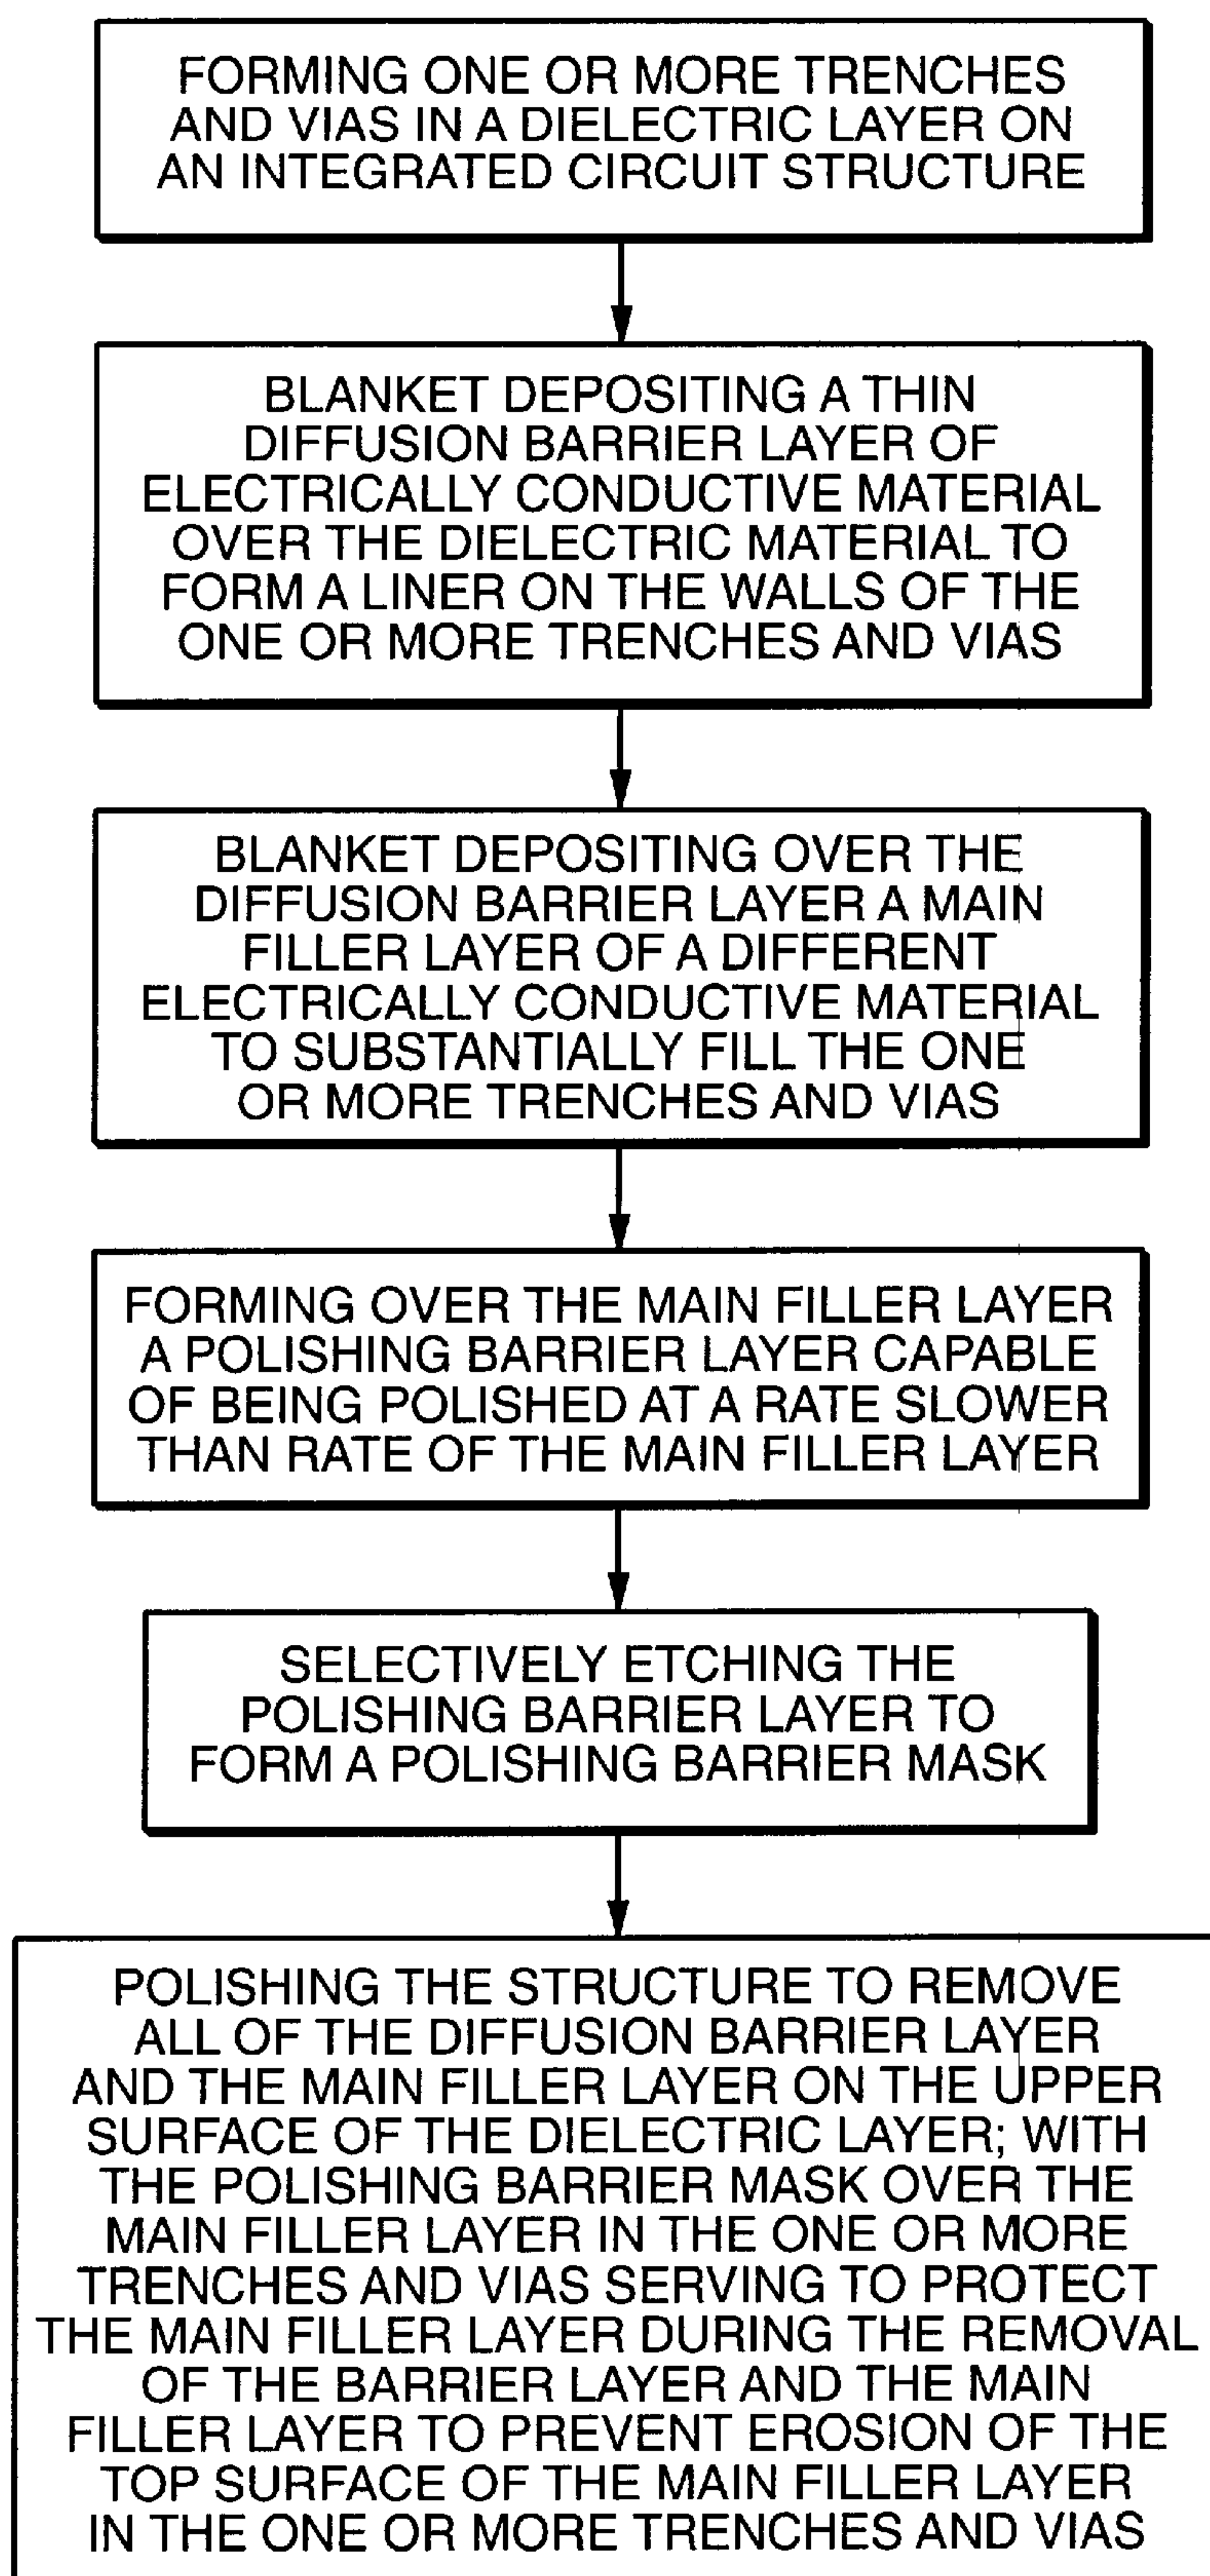 FORMING ONE OR MORE TRENCHES
AND VIAS IN A DIELECTRIC LAYER ON
AN INTEGRATED CIRCUIT STRUCTURE
BLANKET DEPOSITING A THIN
DIFFUSION BARRIER LAYER OF
ELECTRICALLY CONDUCTIVE MATERIAL
OVER THE DIELECTRIC MATERIAL TO
FORM A LINER ON THE WALLS OF THE
ONE OR MORE TRENCHES AND VIAS
BLANKET DEPOSITING OVER THE
DIFFUSION BARRIER LAYER A MAIN
FILLER LAYER OF A DIFFERENT
ELECTRICALLY CONDUCTIVE MATERIAL
TO SUBSTANTIALLY FILL THE ONE
OR MORE TRENCHES AND VIAS
FORMING OVER THE MAIN FILLER LAYER
A POLISHING BARRIER LAYER CAPABLE
OF BEING POLISHED AT A RATE SLOWER
THAN RATE OF THE MAIN FILLER LAYER
SELECTIVELY ETCHING THE
POLISHING BARRIER LAYER TO
FORM A POLISHING BARRIER MASK
POLISHING THE STRUCTURE TO REMOVE
ALL OF THE DIFFUSION BARRIER LAYER
AND THE MAIN FILLER LAYER ON THE UPPER
SURFACE OF THE DIELECTRIC LAYER; WITH
THE POLISHING BARRIER MASK OVER THE
MAIN FILLER LAYER IN THE ONE OR MORE
TRENCHES AND VIAS SERVING TO PROTECT
THE MAIN FILLER LAYER DURING THE REMOVAL
OF THE BARRIER LAYER AND THE MAIN
FILLER LAYER TO PREVENT EROSION OF THE
TOP SURFACE OF THE MAIN FILLER LAYER
IN THE ONE OR MORE TRENCHES AND VIAS